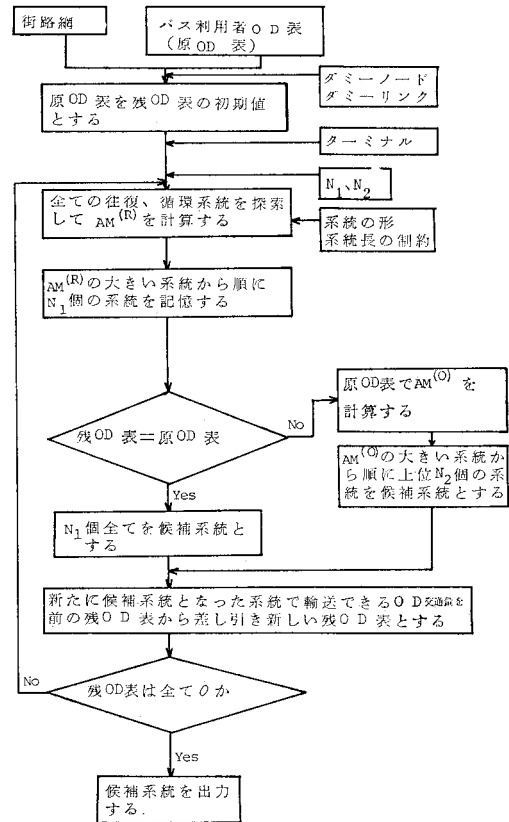 街路網
バス利用者OD表
(原OD 表)
ダミーノード
ダミーリンク
原OD 表を残OD 表の初期値
とする
ターミナル
N₁、N₂
全ての往復、循環系統を探索
して AM⁽ᴿ⁾を計算する
系統の形
系統長の制約
AM⁽ᴿ⁾の大きい系統から順に
N₁個の系統を記憶する
残OD 表=原OD 表
No
原OD表でAM⁽ᴼ⁾を
計算する
AM⁽ᴼ⁾の大きい系統か
ら順に上位N₂個の系
統を候補系統とする
Yes
N₁個全てを候補系統と
する
新たに候補系統となった系統で輸送できるOD交通量を
前の残OD 表から差し引き新しい残OD 表とする
No
残OD表は全て0か
Yes
候補系統を出力
する.